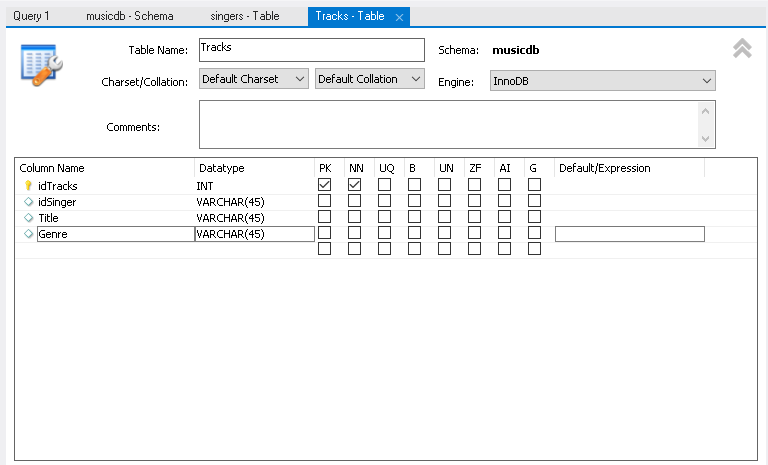 Query 1 musicdb - Schema singers - Table Tracks - Table
Table Name: Tracks Schema: musicdb
Charset/Collation: Default Charset Default Collation Engine: InnoDB
Comments:
Column Name Datatype PK NN UQ B UN ZF AI G Default/Expression
idTracks INT
idSinger VARCHAR(45)
Title VARCHAR(45)
Genre VARCHAR(45)